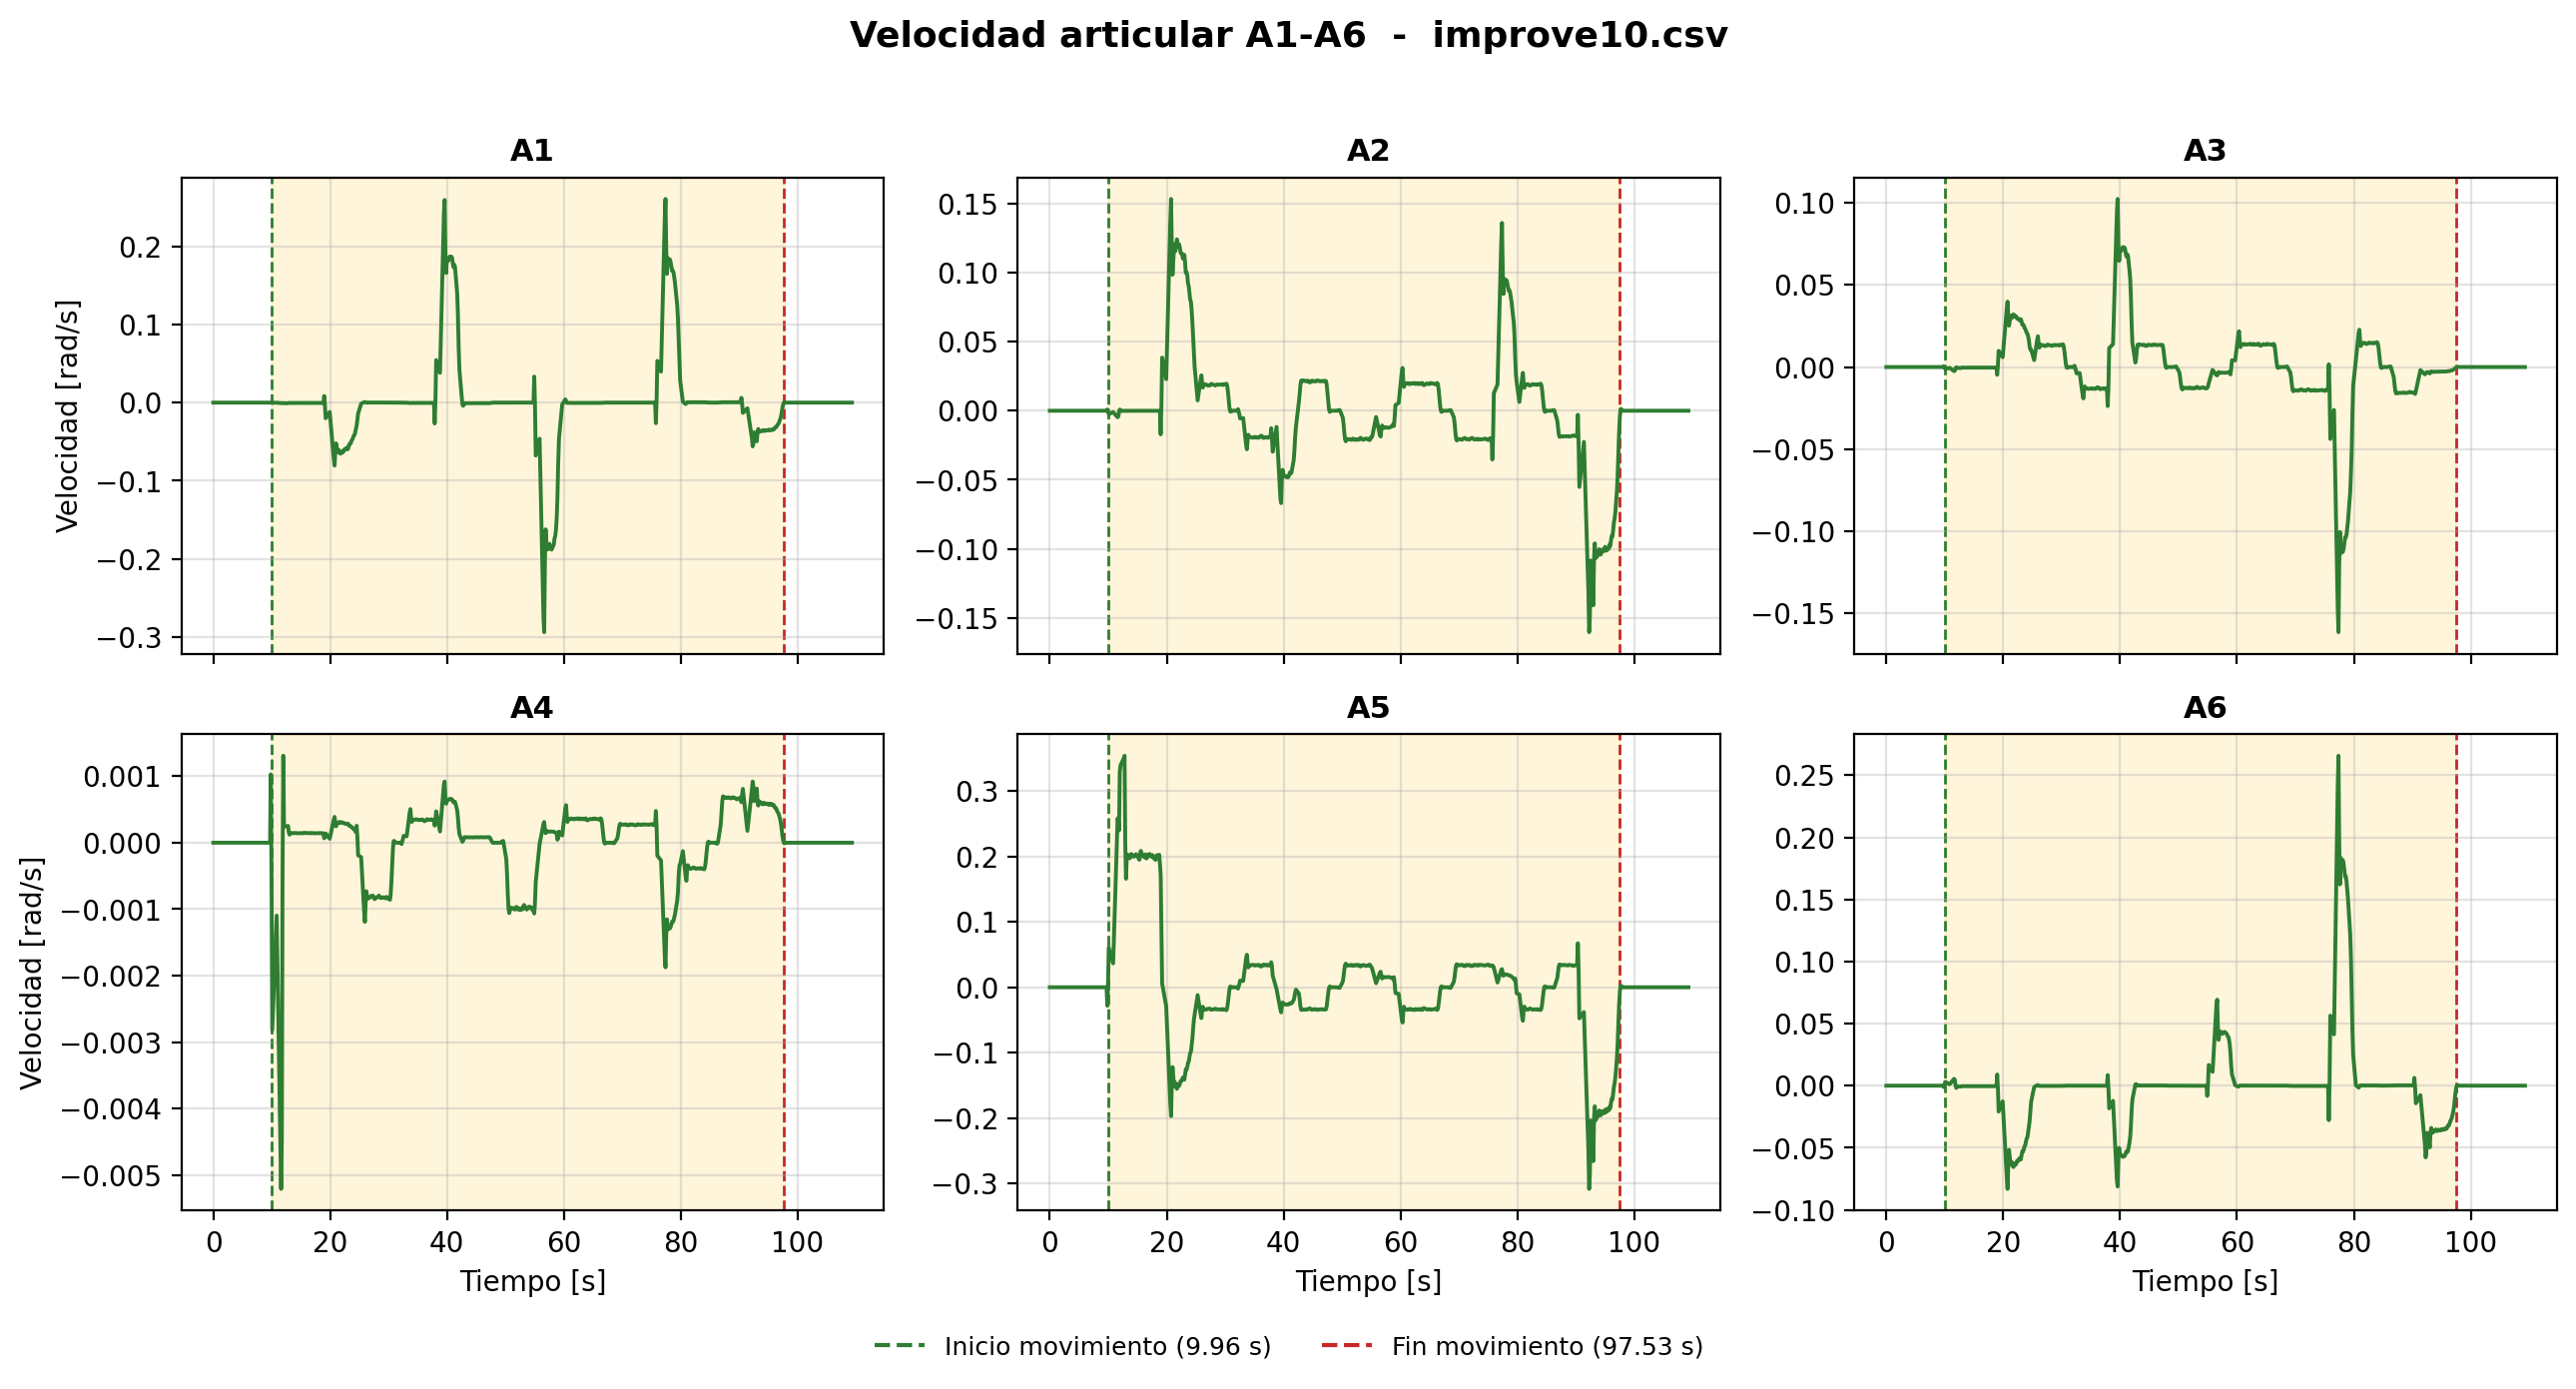 Velocidad articular A1-A6  -  improve10.csv
A1
A2
A3
Velocidad [rad/s]
0.2
0.1
0.0
−0.1
−0.2
−0.3
0.15
0.10
0.05
0.00
−0.05
−0.10
−0.15
0.10
0.05
0.00
−0.05
−0.10
−0.15
A4
A5
A6
Velocidad [rad/s]
0.001
0.000
−0.001
−0.002
−0.003
−0.004
−0.005
0.3
0.2
0.1
0.0
−0.1
−0.2
−0.3
0.25
0.20
0.15
0.10
0.05
0.00
−0.05
−0.10
0 20 40 60 80 100
0 20 40 60 80 100
0 20 40 60 80 100
Tiempo [s]
Tiempo [s]
Tiempo [s]
Inicio movimiento (9.96 s)
Fin movimiento (97.53 s)